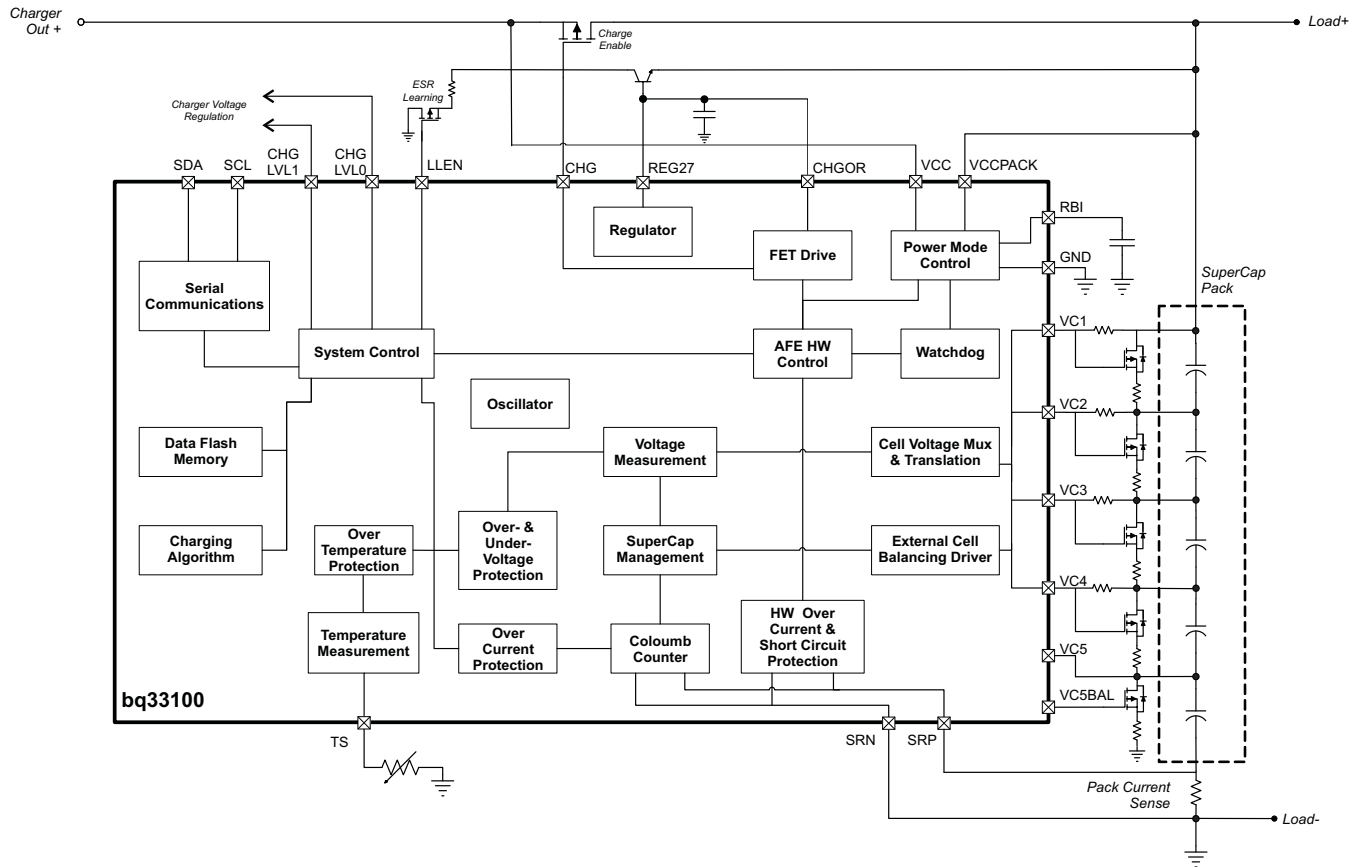 Charger
Out +
Load+
Charge
Enable
ESR
Learning
Charger Voltage
Regulation
SDA
SCL
CHG
LVL1
CHG
LVL0
LLEN
CHG
REG27
CHGOR
VCC
VCCPACK
Regulator
FET Drive
Power Mode
Control
RBI
GND
SuperCap
Pack
Serial
Communications
System Control
AFE HW
Control
Watchdog
VC1
Oscillator
VC2
Data Flash
Memory
Voltage
Measurement
Cell Voltage Mux
& Translation
VC3
Charging
Algorithm
Over
Temperature
Protection
Over- &
Under-
Voltage
Protection
SuperCap
Management
External Cell
Balancing Driver
VC4
Temperature
Measurement
Over
Current
Protection
Coloumb
Counter
HW Over
Current &
Short Circuit
Protection
VC5
VC5BAL
bq33100
TS
SRN
SRP
Pack Current
Sense
Load-